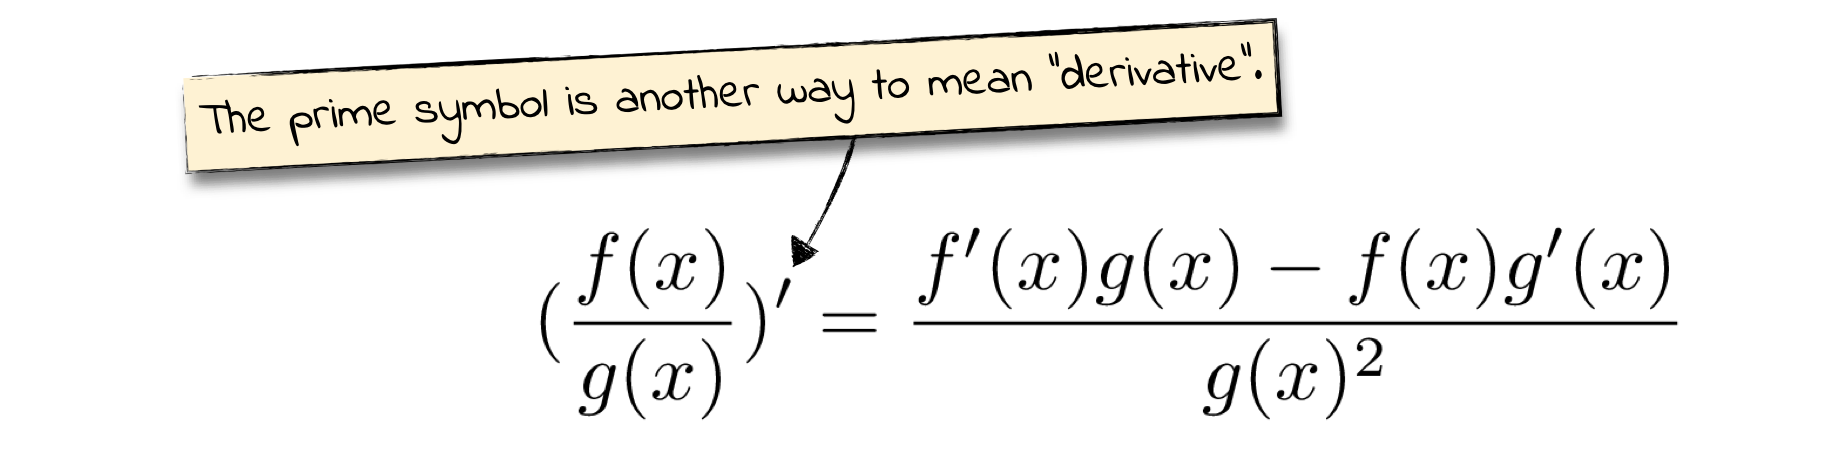 The prime symbol is another way to mean "derivative".
(f(x)/g(x))′ = (f′(x)g(x) − f(x)g′(x))/g(x)²